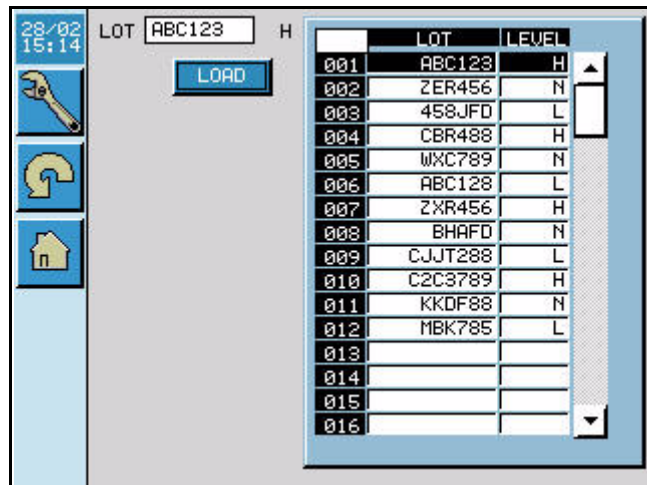 28/02
15:14
LOT ABC123 H
LOAD
LOT LEVEL
001 ABC123 H
002 ZER456 N
003 458JFD L
004 CBR488 H
005 WXC789 N
006 ABC128 L
007 ZXR456 H
008 BHAFD N
009 CJJT288 L
010 C2C3789 H
011 KKDF88 N
012 MBK785 L
013
014
015
016